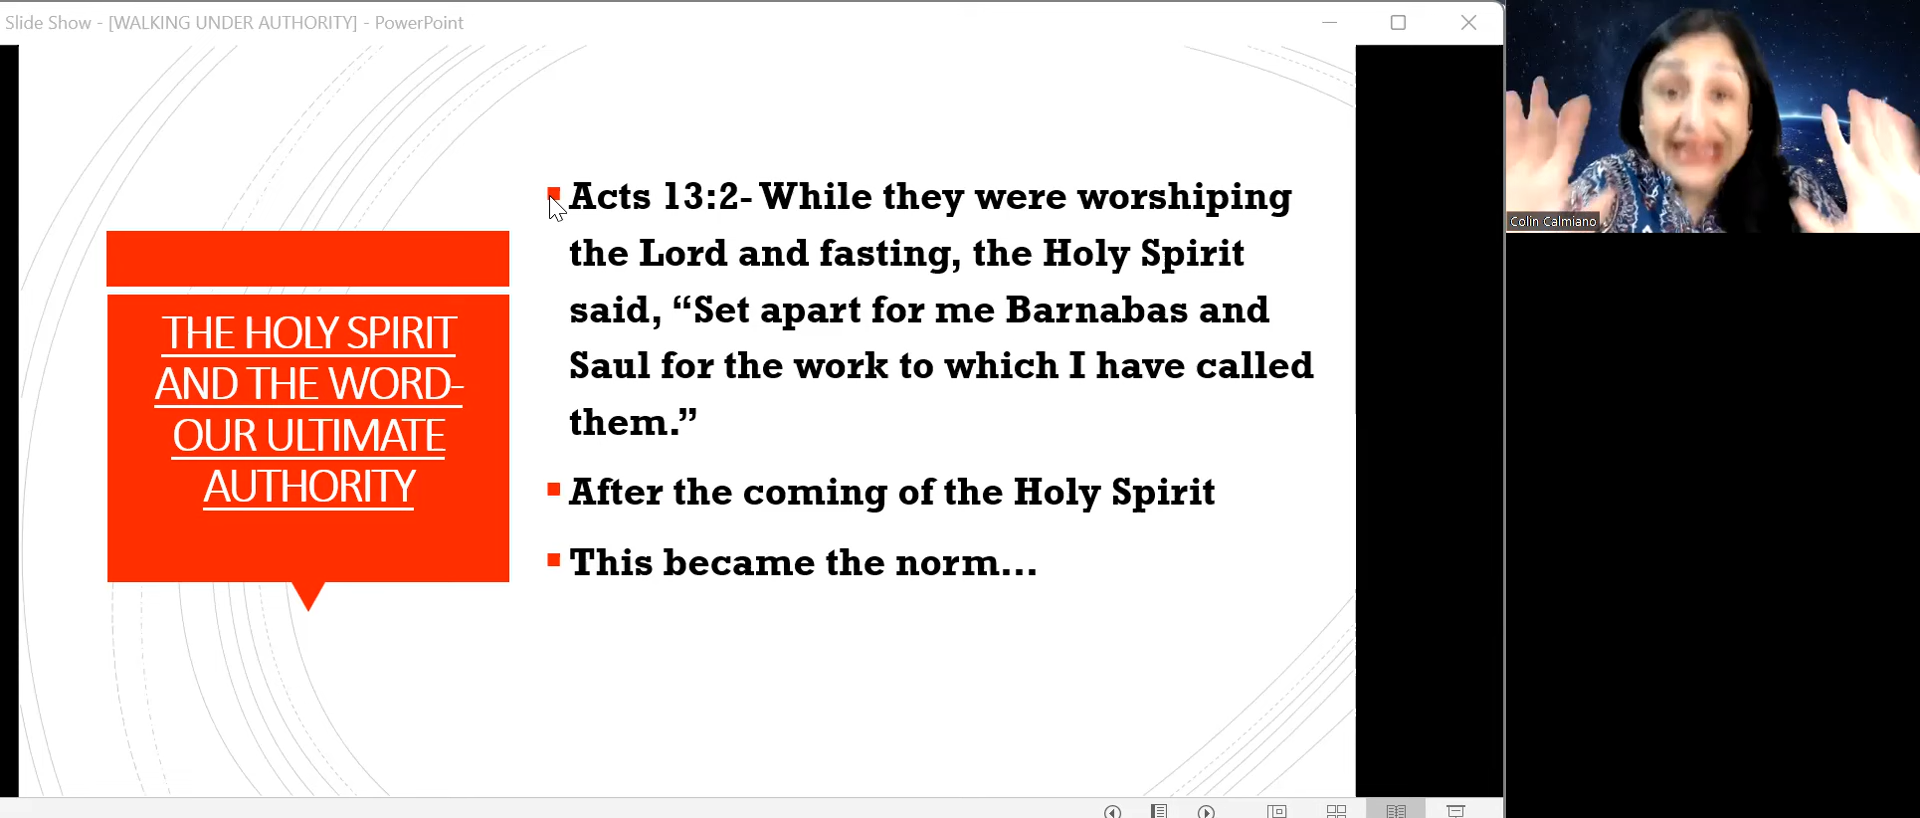 Slide Show - [WALKING UNDER AUTHORITY] - PowerPoint
THE HOLY SPIRIT
AND THE WORD-
OUR ULTIMATE
AUTHORITY
Acts 13:2- While they were worshiping
the Lord and fasting, the Holy Spirit
said, “Set apart for me Barnabas and
Saul for the work to which I have called
them.”
After the coming of the Holy Spirit
This became the norm...
Colin Calmiano